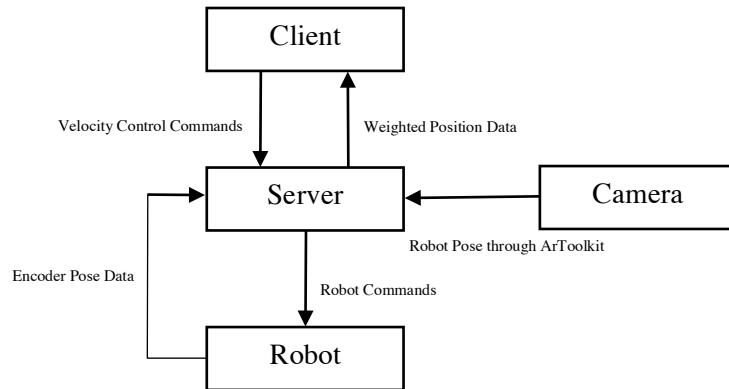 Client
Velocity Control Commands
Weighted Position Data
Server
Camera
Robot Pose through ArToolkit
Encoder Pose Data
Robot Commands
Robot